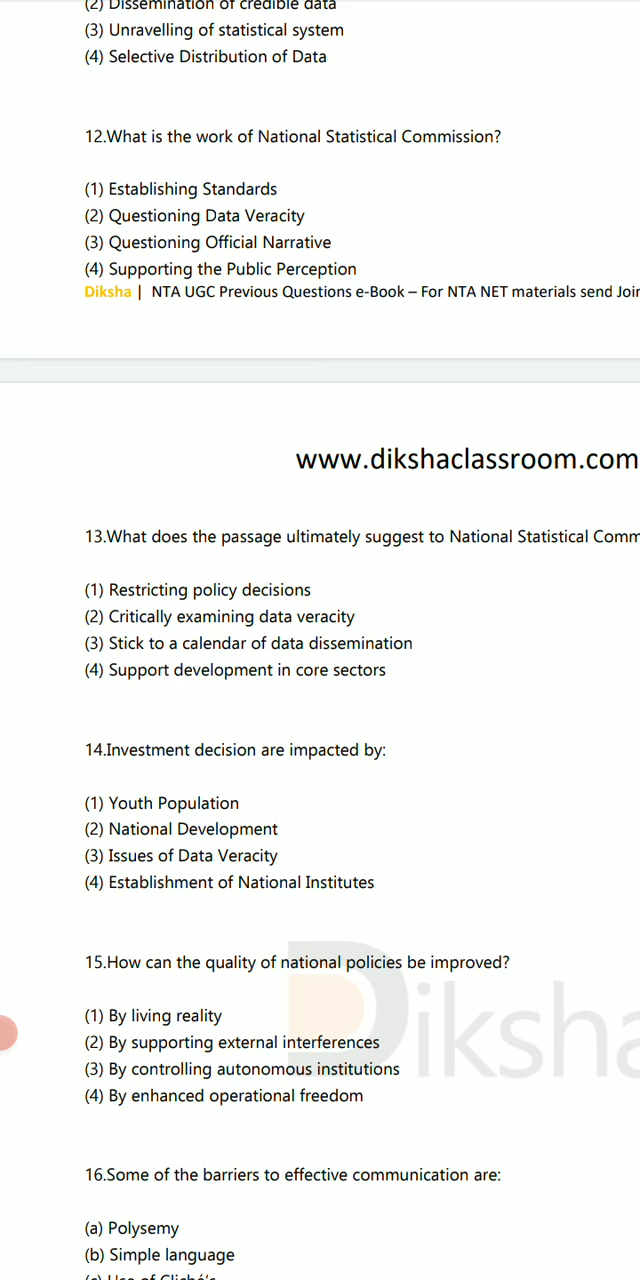 (2) Dissemination of credible data
(3) Unravelling of statistical system
(4) Selective Distribution of Data
12.What is the work of National Statistical Commission?
(1) Establishing Standards
(2) Questioning Data Veracity
(3) Questioning Official Narrative
(4) Supporting the Public Perception
Diksha | NTA UGC Previous Questions e-Book – For NTA NET materials send Join
www.dikshaclassroom.com
13.What does the passage ultimately suggest to National Statistical Comm
(1) Restricting policy decisions
(2) Critically examining data veracity
(3) Stick to a calendar of data dissemination
(4) Support development in core sectors
14.Investment decision are impacted by:
(1) Youth Population
(2) National Development
(3) Issues of Data Veracity
(4) Establishment of National Institutes
15.How can the quality of national policies be improved?
(1) By living reality
(2) By supporting external interferences
(3) By controlling autonomous institutions
(4) By enhanced operational freedom
Diksha
16.Some of the barriers to effective communication are:
(a) Polysemy
(b) Simple language
(c) Use of Cliché's